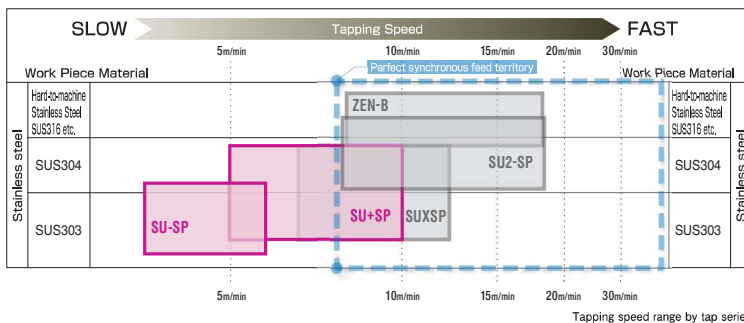 SLOW Tapping Speed FAST
5m/min 10m/min 15m/min 20m/min 30m/min
Parfect synchronous feed territory
Work Piece Material Work Piece Material
Stainless steel
Hard-to-machine
Stainless Steel
SUS316 etc.
SUS304
SUS303
ZEN-B
SU2-SP
SU-SP
SU+SP
SUXSP
Hard-to-machine
Stainless Steel
SUS316 etc.
SUS304
SUS303
Stainless steel
5m/min 10m/min 15m/min 20m/min 30m/min
Tapping speed range by tap serie